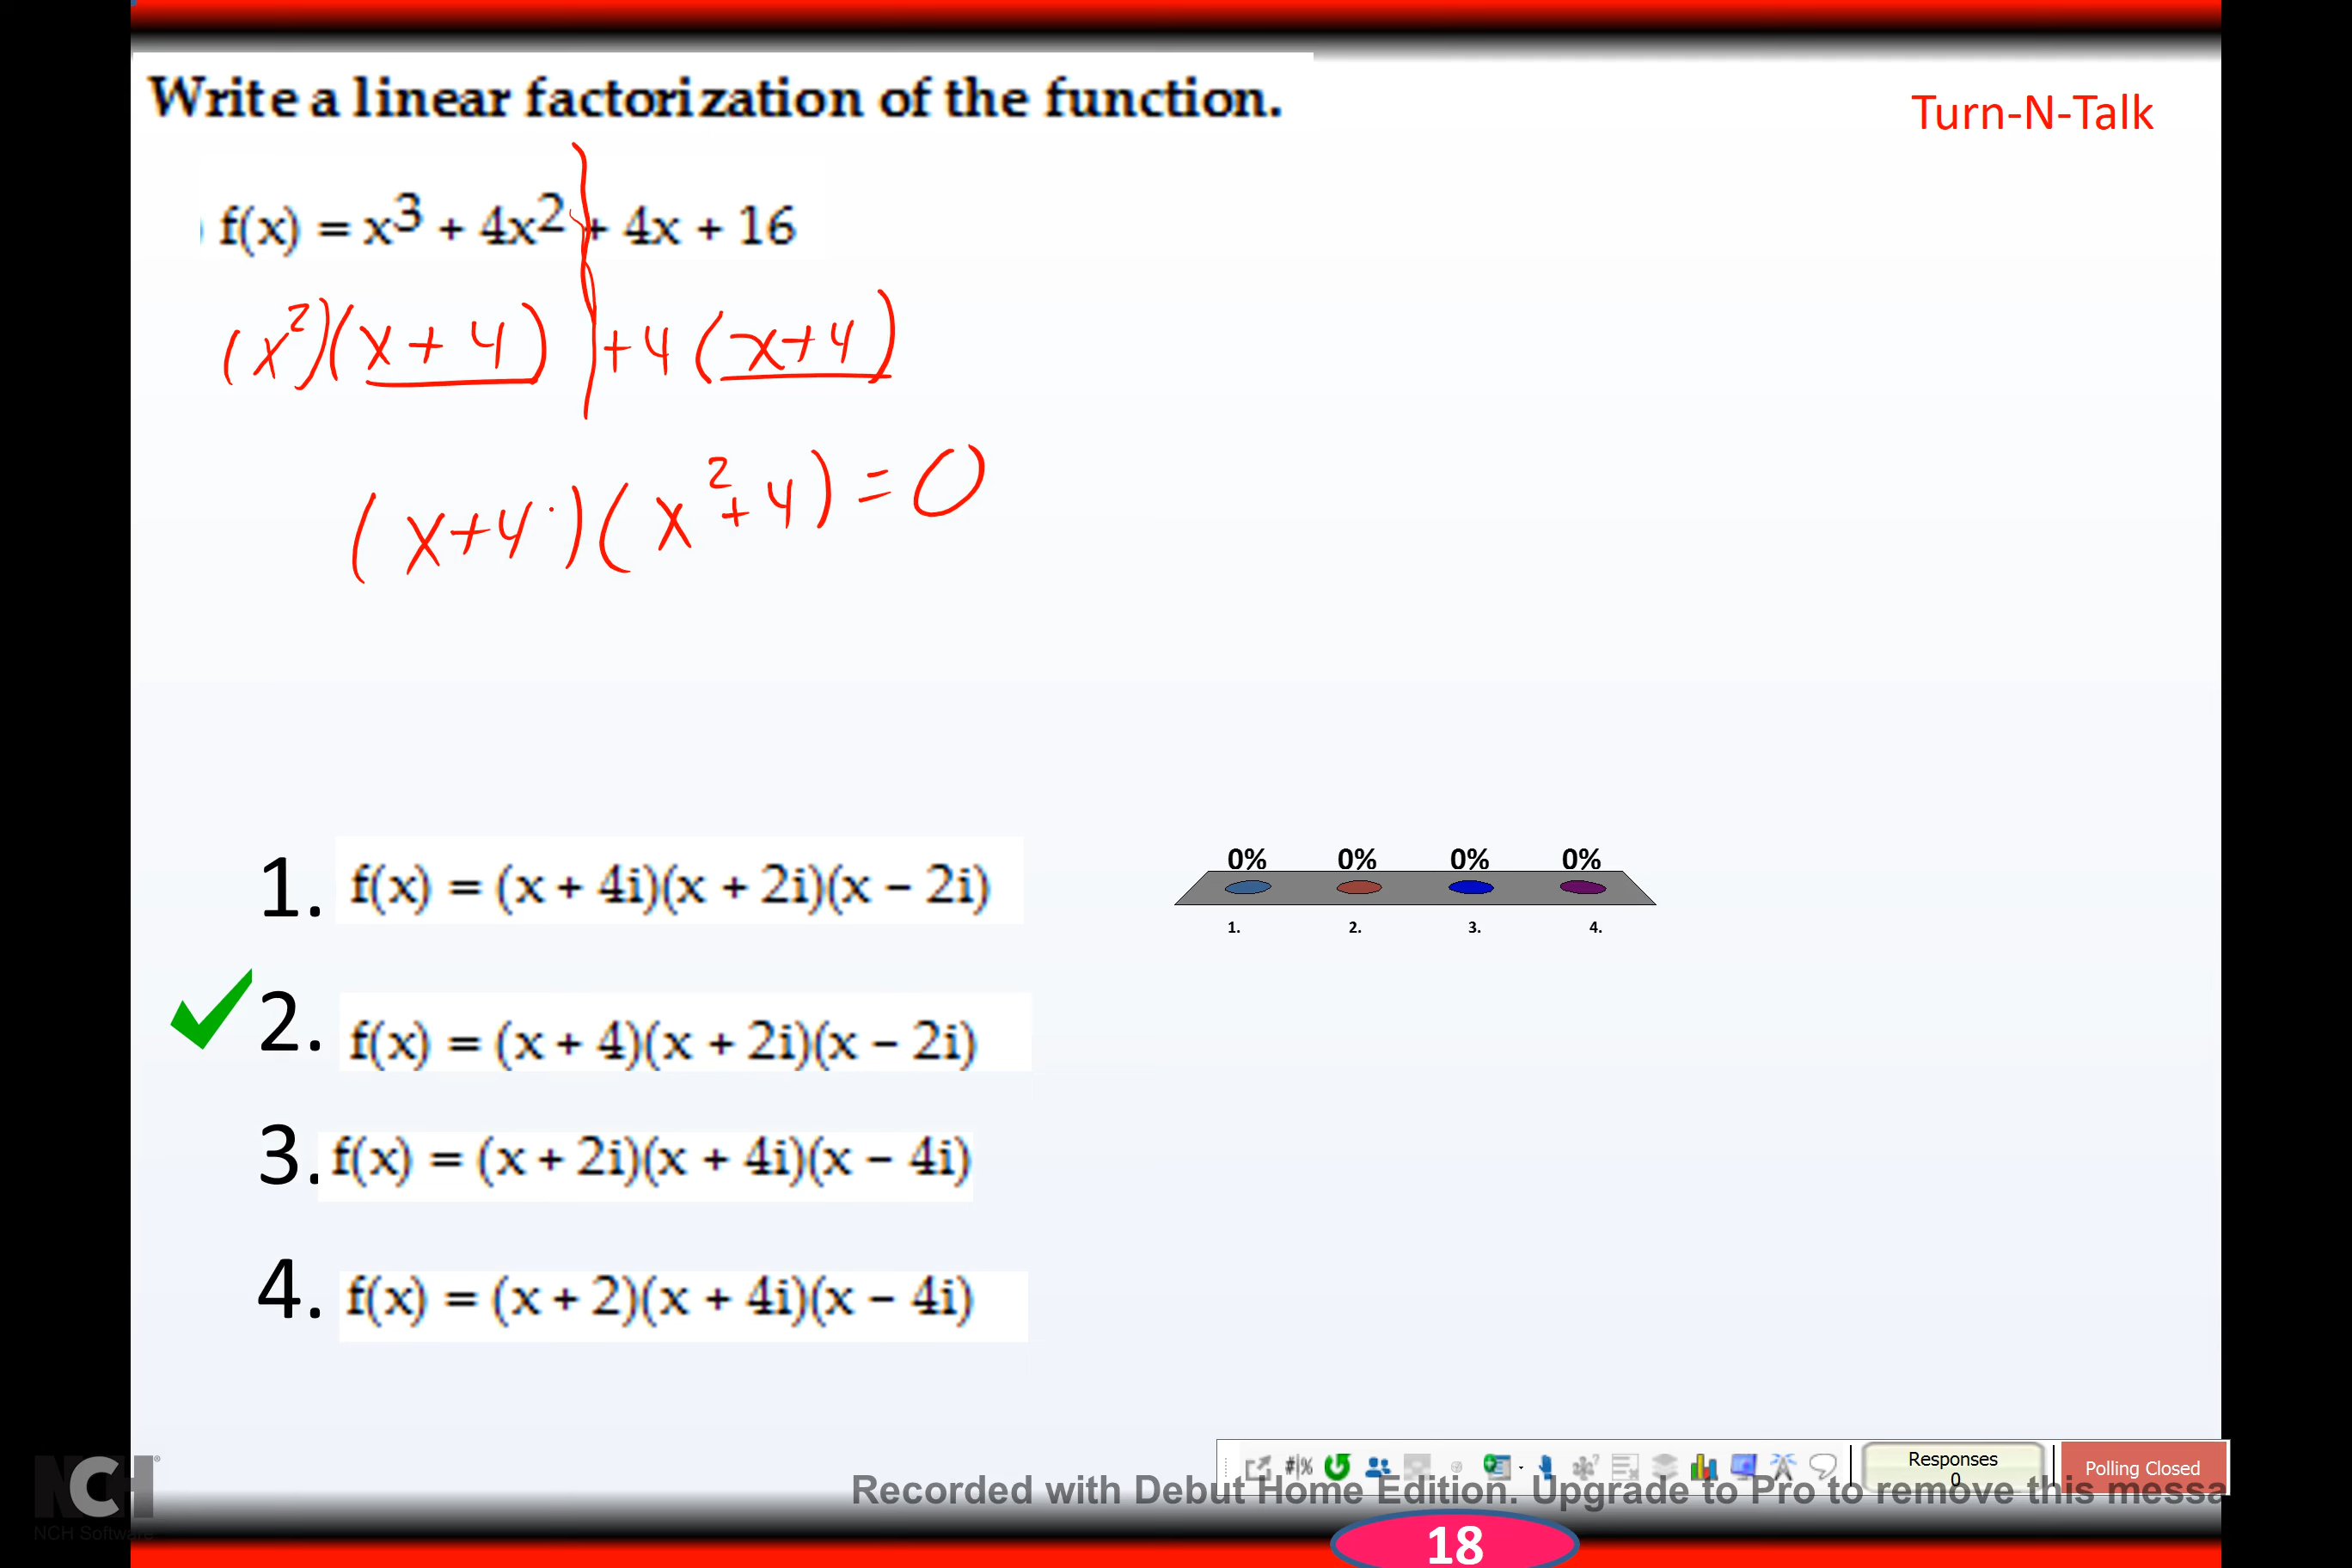 Write a linear factorization of the function.
Turn-N-Talk
f(x) = x³ + 4x² + 4x + 16
(x²)(x + 4) + 4 (x+4)
(x+4)(x²+4) = 0
1. f(x) = (x + 4i)(x + 2i)(x − 2i)
2. f(x) = (x + 4)(x + 2i)(x − 2i)
3. f(x) = (x + 2i)(x + 4i)(x − 4i)
4. f(x) = (x + 2)(x + 4i)(x − 4i)
0% 0% 0% 0%
1. 2. 3. 4.
#|%
Responses
0
Polling Closed
Recorded with Debut Home Edition. Upgrade to Pro to remove this messa
NCH®
NCH Software
18